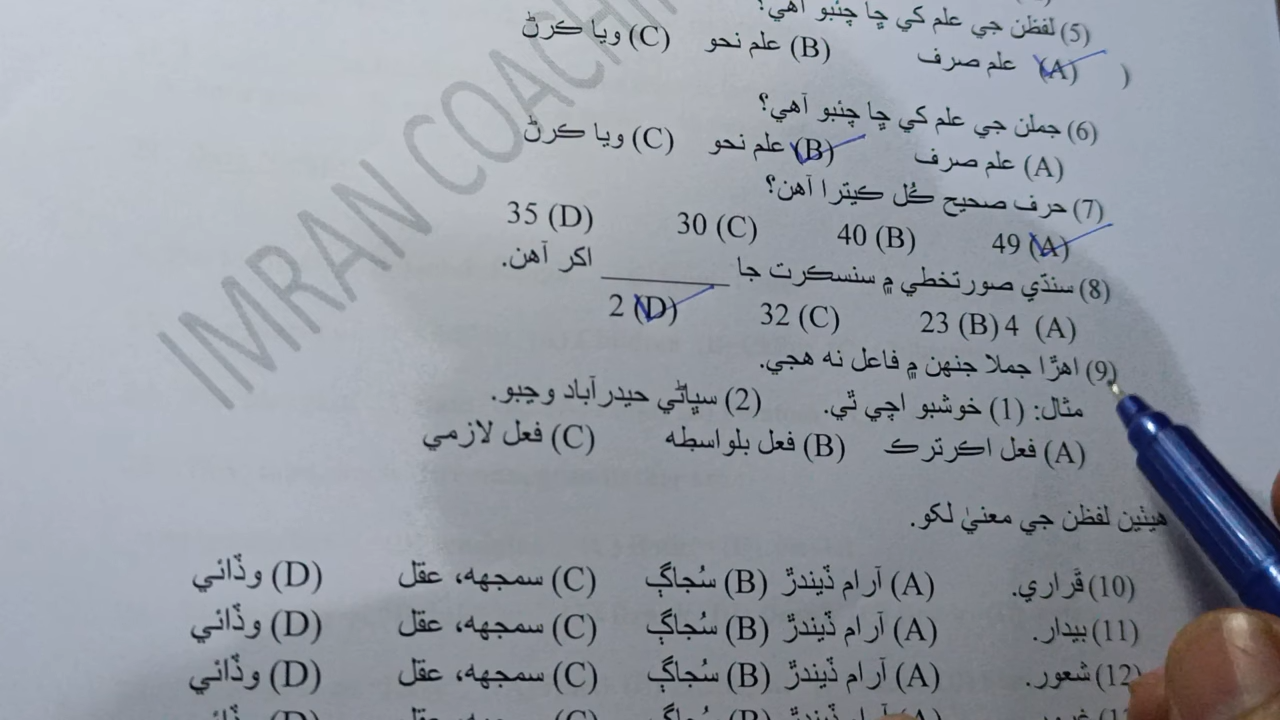 (5) لفظن جي علم کي ڇا چئبو آهي؟
(A) علم صرف (B) علم نحو (C) ويا ڪرڻ
(6) جملن جي علم کي ڇا چئبو آهي؟
(A) علم صرف (B) علم نحو (C) ويا ڪرڻ
(7) حرف صحيح ڪُل ڪيترا آهن؟
(A) 49 (B) 40 (C) 30 (D) 35
(8) سنڌي صورتخطي ۾ سنسڪرت جا ________ اکر آهن.
(A) 4 (B) 23 (C) 32 (D) 2
(9) اهڙا جملا جنهن ۾ فاعل نه هجي.
مثال: (1) خوشبو اچي ٿي. (2) سڀاڻي حيدرآباد وڃبو.
(A) فعل اڪرترڪ (B) فعل بلواسطه (C) فعل لازمي
هيٺين لفظن جي معنيٰ لکو.
(10) قراري. (A) آرام ڏيندڙ (B) سُجاڳ (C) سمجهه، عقل (D) وڏائي
(11) بيدار. (A) آرام ڏيندڙ (B) سُجاڳ (C) سمجهه، عقل (D) وڏائي
(12) شعور. (A) آرام ڏيندڙ (B) سُجاڳ (C) سمجهه، عقل (D) وڏائي
IMRAN